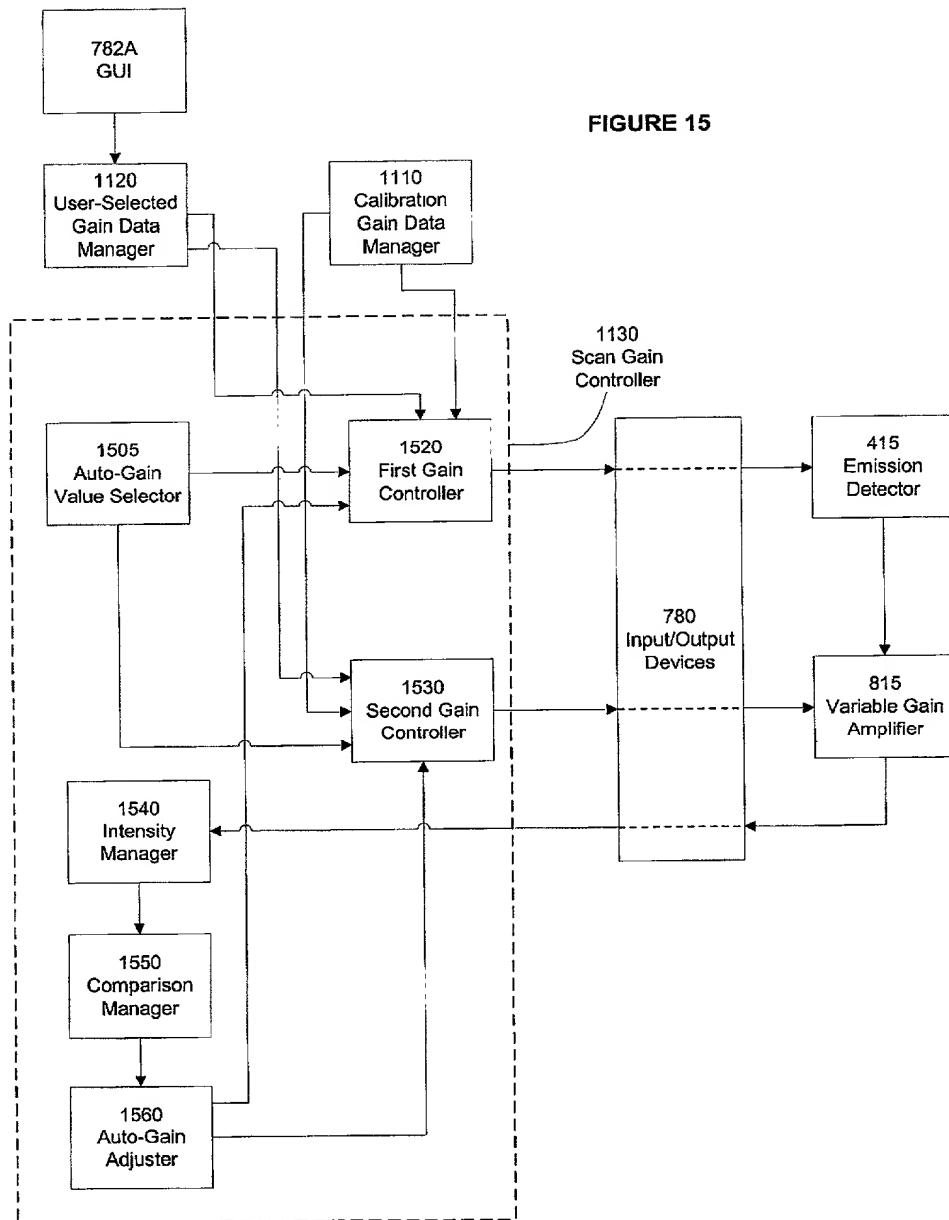 782A
GUI
FIGURE 15
1120
User-Selected
Gain Data
Manager
1110
Calibration
Gain Data
Manager
1130
Scan Gain
Controller
1505
Auto-Gain
Value Selector
1520
First Gain
Controller
415
Emission
Detector
780
Input/Output
Devices
1530
Second Gain
Controller
815
Variable Gain
Amplifier
1540
Intensity
Manager
1550
Comparison
Manager
1560
Auto-Gain
Adjuster